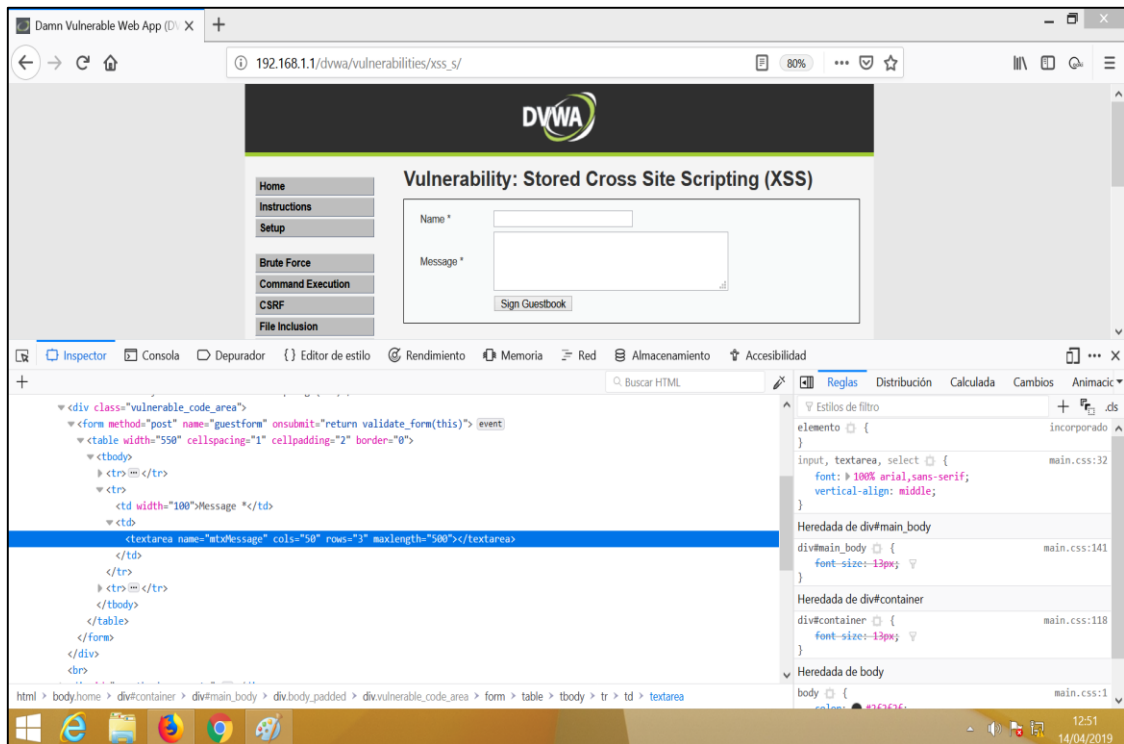 Damn Vulnerable Web App (DV
192.168.1.1/dvwa/vulnerabilities/xss_s/
80%
DVWA
Home
Instructions
Setup
Brute Force
Command Execution
CSRF
File Inclusion
Vulnerability: Stored Cross Site Scripting (XSS)
Name *
Message *
Sign Guestbook
Inspector Consola Depurador {} Editor de estilo Rendimiento Memoria Red Almacenamiento Accesibilidad
Buscar HTML
<div class="vulnerable_code_area">
<form method="post" name="guestform" onsubmit="return validate_form(this)"> event
<table width="550" cellspacing="1" cellpadding="2" border="0">
<tbody>
<tr> </tr>
<tr>
<td width="100">Message *</td>
<td>
<textarea name="mtxMessage" cols="50" rows="3" maxlength="500"></textarea>
</td>
</tr>
<tr> </tr>
</tbody>
</table>
</form>
</div>
<br>
html > body.home > div#container > div#main_body > div.body_padded > div.vulnerable_code_area > form > table > tbody > tr > td > textarea
Reglas Distribución Calculada Cambios Animacic
Estilos de filtro
.cls
elemento {
incorporado
}
input, textarea, select {
main.css:32
font: 100% arial,sans-serif;
vertical-align: middle;
}
Heredada de div#main_body
div#main_body {
main.css:141
font-size: 13px;
}
Heredada de div#container
div#container {
main.css:118
font-size: 13px;
}
Heredada de body
body {
main.css:1
12:51
14/04/2019